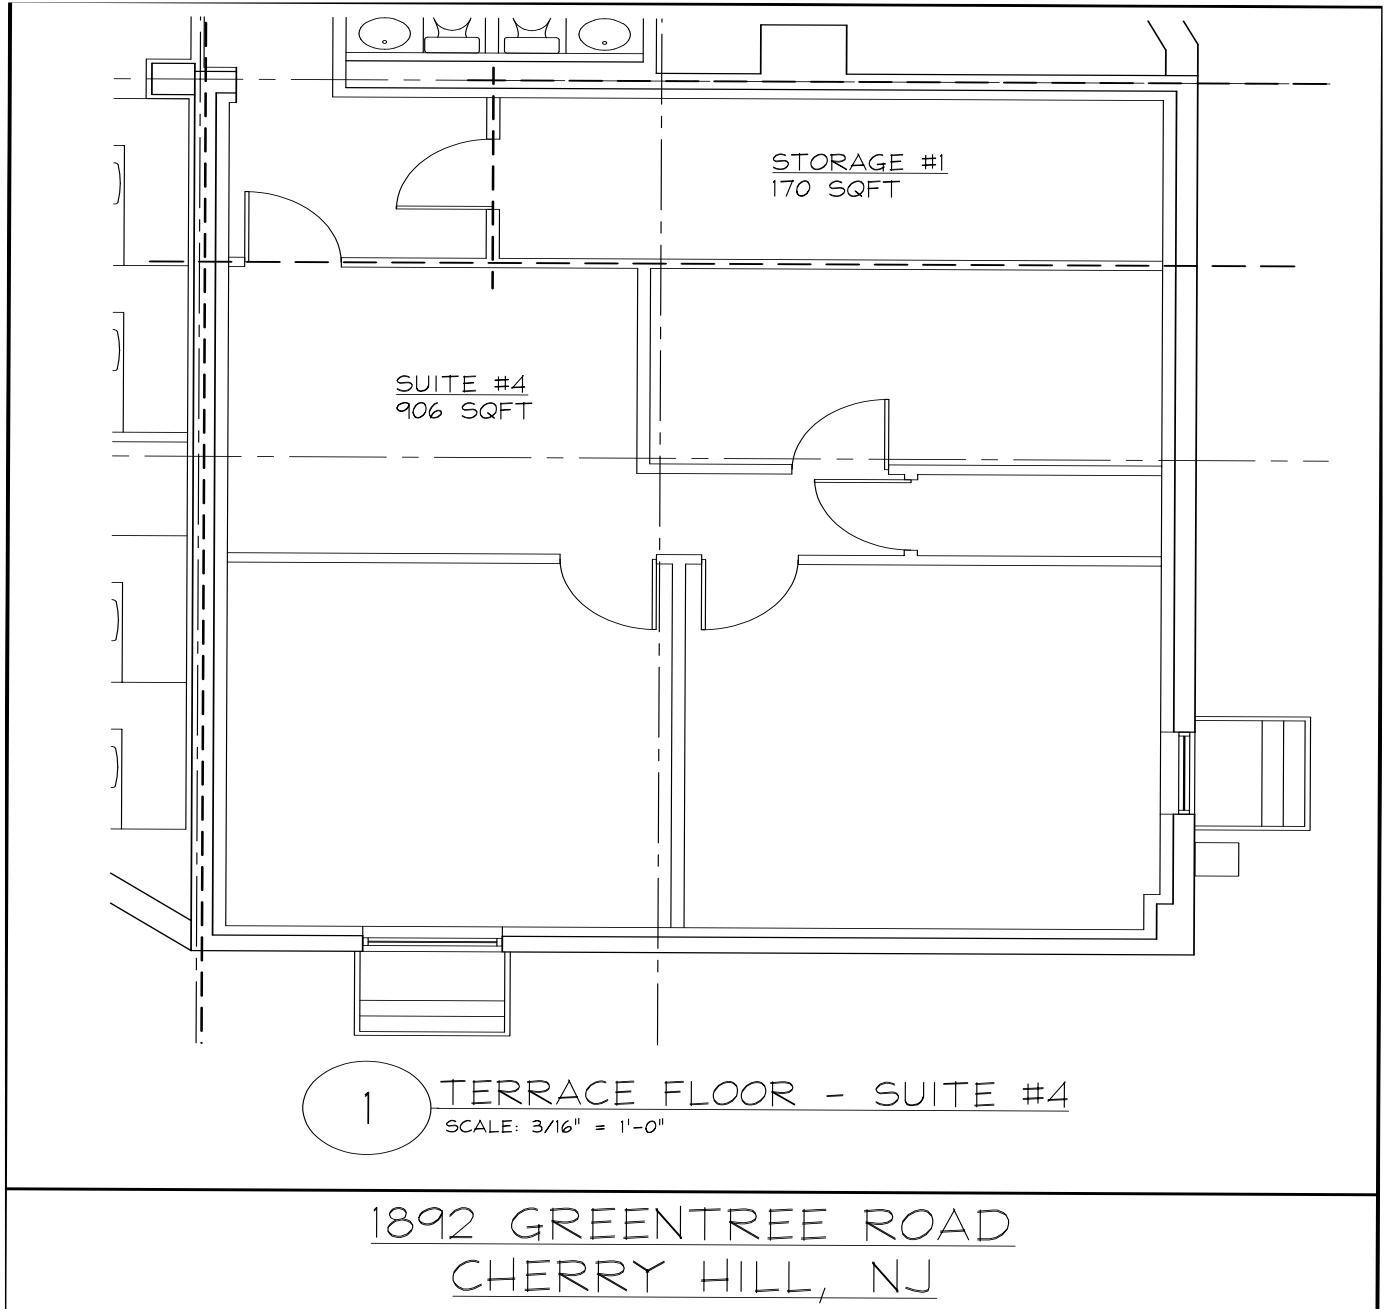 STORAGE #1
170 SQFT
SUITE #4
906 SQFT
1
TERRACE FLOOR - SUITE #4
SCALE: 3/16" = 1'-0"
1892 GREENTREE ROAD
CHERRY HILL, NJ